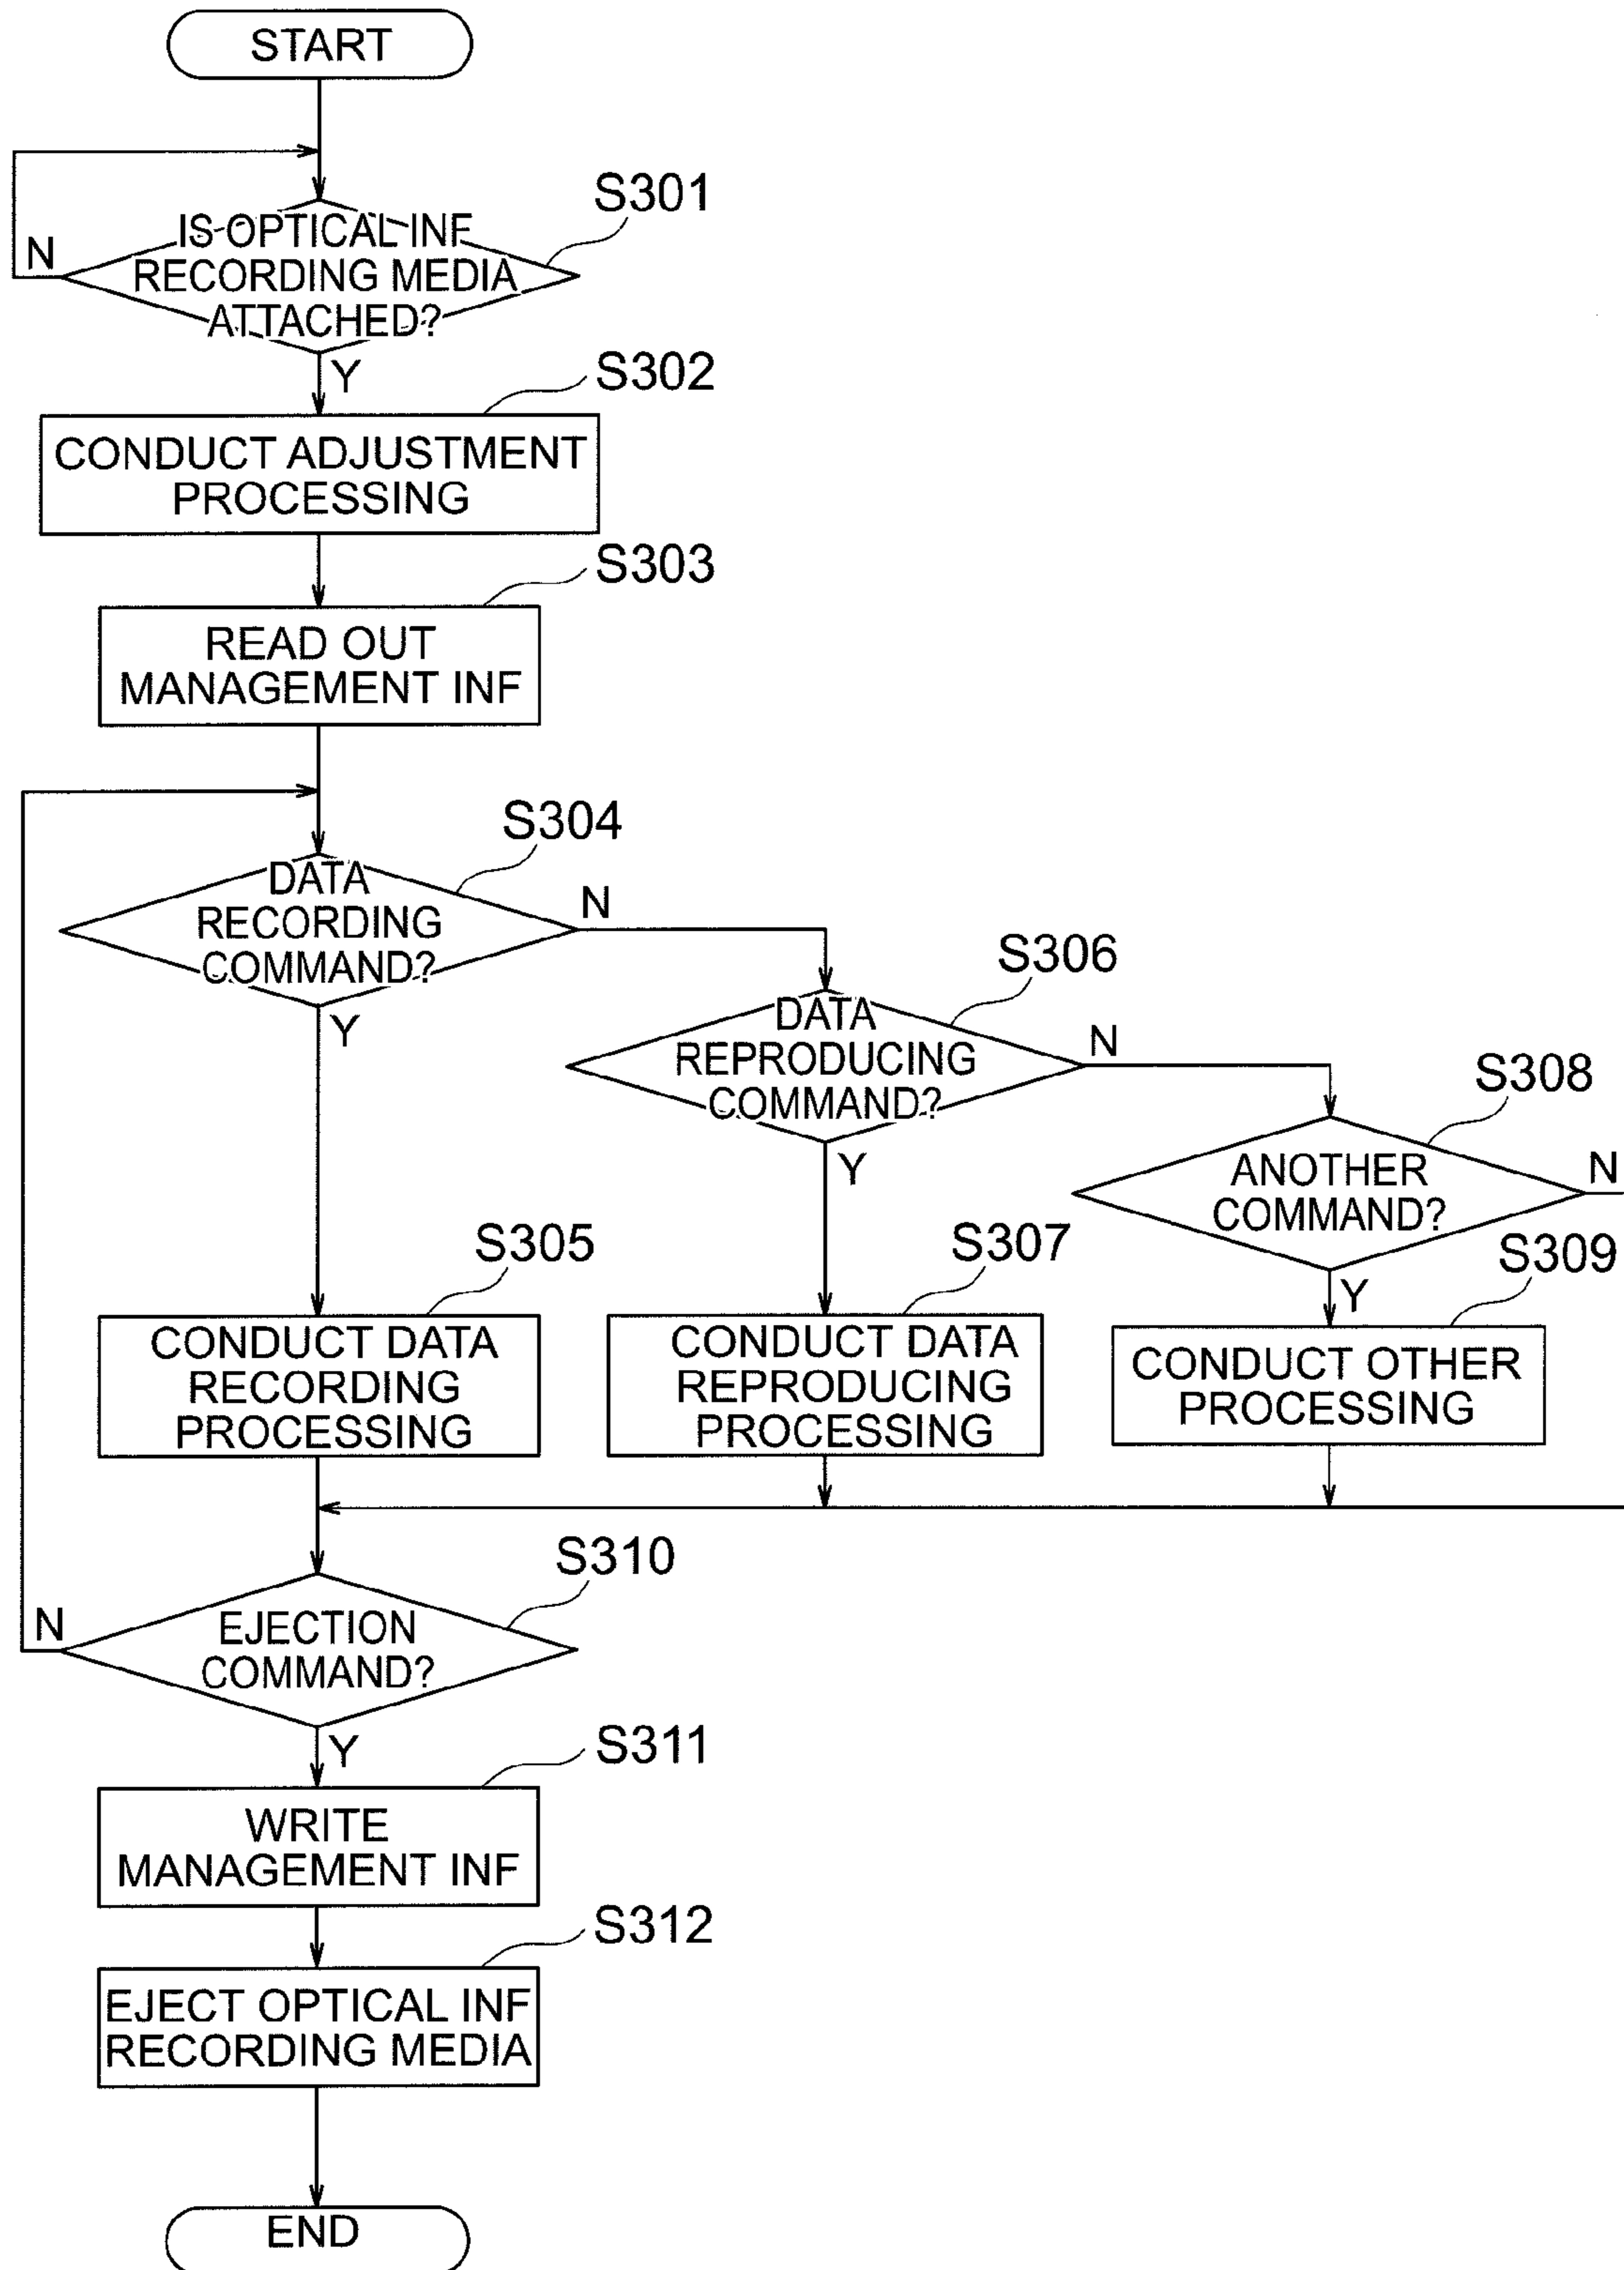 START
S301
IS OPTICAL INF
N
RECORDING MEDIA
ATTACHED?
Y
S302
CONDUCT ADJUSTMENT
PROCESSING
S303
READ OUT
MANAGEMENT INF
S304
DATA
RECORDING
COMMAND?
N
Y
S306
DATA
REPRODUCING
COMMAND?
N
Y
S308
ANOTHER
COMMAND?
N
Y
S305
CONDUCT DATA
RECORDING
PROCESSING
S307
CONDUCT DATA
REPRODUCING
PROCESSING
S309
CONDUCT OTHER
PROCESSING
S310
EJECTION
COMMAND?
N
Y
S311
WRITE
MANAGEMENT INF
S312
EJECT OPTICAL INF
RECORDING MEDIA
END